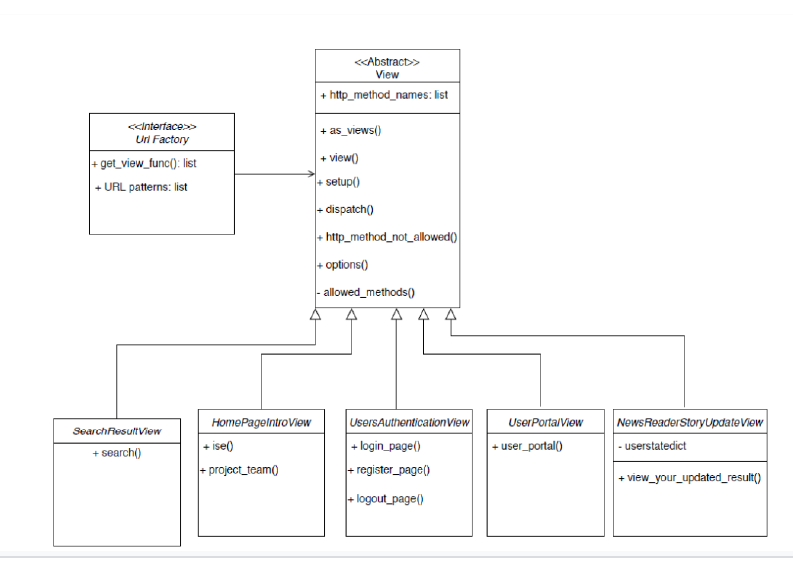 <<Abstract>>
View
+ http_method_names: list
+ as_views()
+ view()
+ setup()
+ dispatch()
+ http_method_not_allowed()
+ options()
- allowed_methods()
<<Interface>>
Url Factory
+ get_view_func(): list
+ URL patterns: list
SearchResultView
+ search()
HomePageIntroView
+ ise()
+ project_team()
UsersAuthenticationView
+ login_page()
+ register_page()
+ logout_page()
UserPortalView
+ user_portal()
NewsReaderStoryUpdateView
- userstatedict
+ view_your_updated_result()